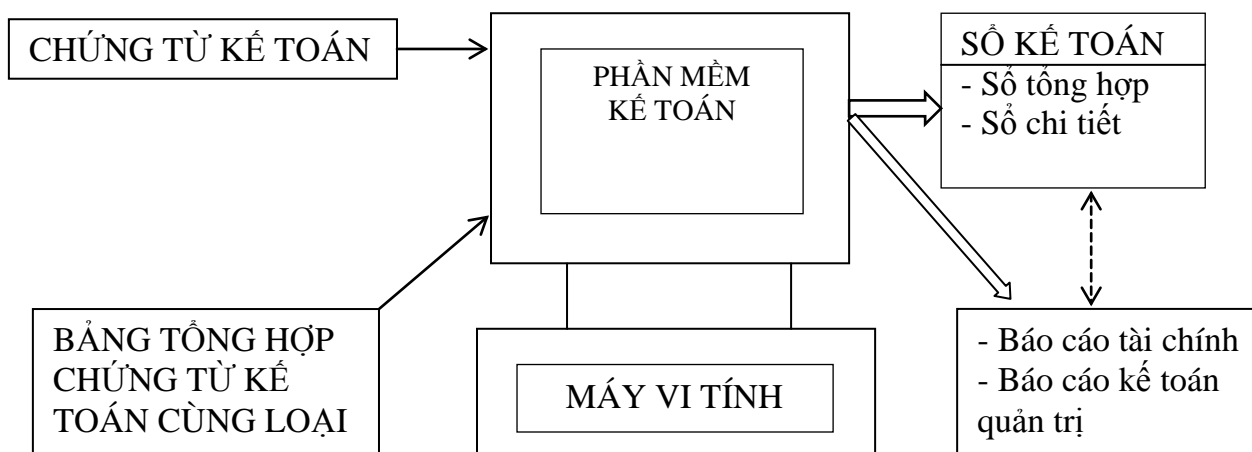 CHỨNG TỪ KẾ TOÁN
PHẦN MỀM
KẾ TOÁN
SỔ KẾ TOÁN
- Sổ tổng hợp
- Sổ chi tiết
BẢNG TỔNG HỢP
CHỨNG TỪ KẾ
TOÁN CÙNG LOẠI
MÁY VI TÍNH
- Báo cáo tài chính
- Báo cáo kế toán
quản trị